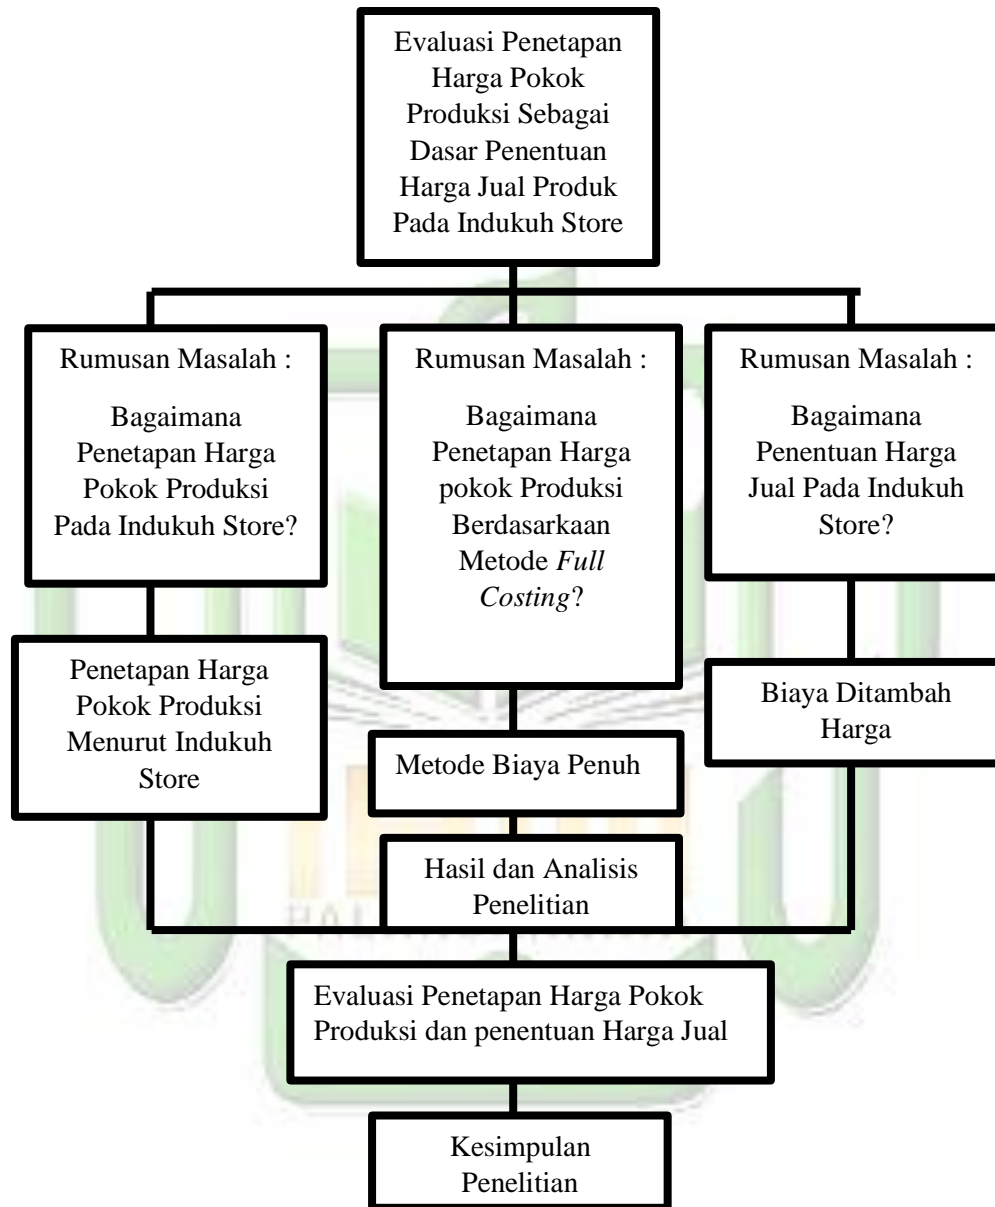 Evaluasi Penetapan
Harga Pokok
Produksi Sebagai
Dasar Penentuan
Harga Jual Produk
Pada Indukuh Store
Rumusan Masalah :
Bagaimana
Penetapan Harga
Pokok Produksi
Pada Indukuh Store?
Rumusan Masalah :
Bagaimana
Penetapan Harga
pokok Produksi
Berdasarkaan
Metode Full
Costing?
Rumusan Masalah :
Bagaimana
Penentuan Harga
Jual Pada Indukuh
Store?
Penetapan Harga
Pokok Produksi
Menurut Indukuh
Store
Metode Biaya Penuh
Biaya Ditambah
Harga
Hasil dan Analisis
Penelitian
Evaluasi Penetapan Harga Pokok
Produksi dan penentuan Harga Jual
Kesimpulan
Penelitian